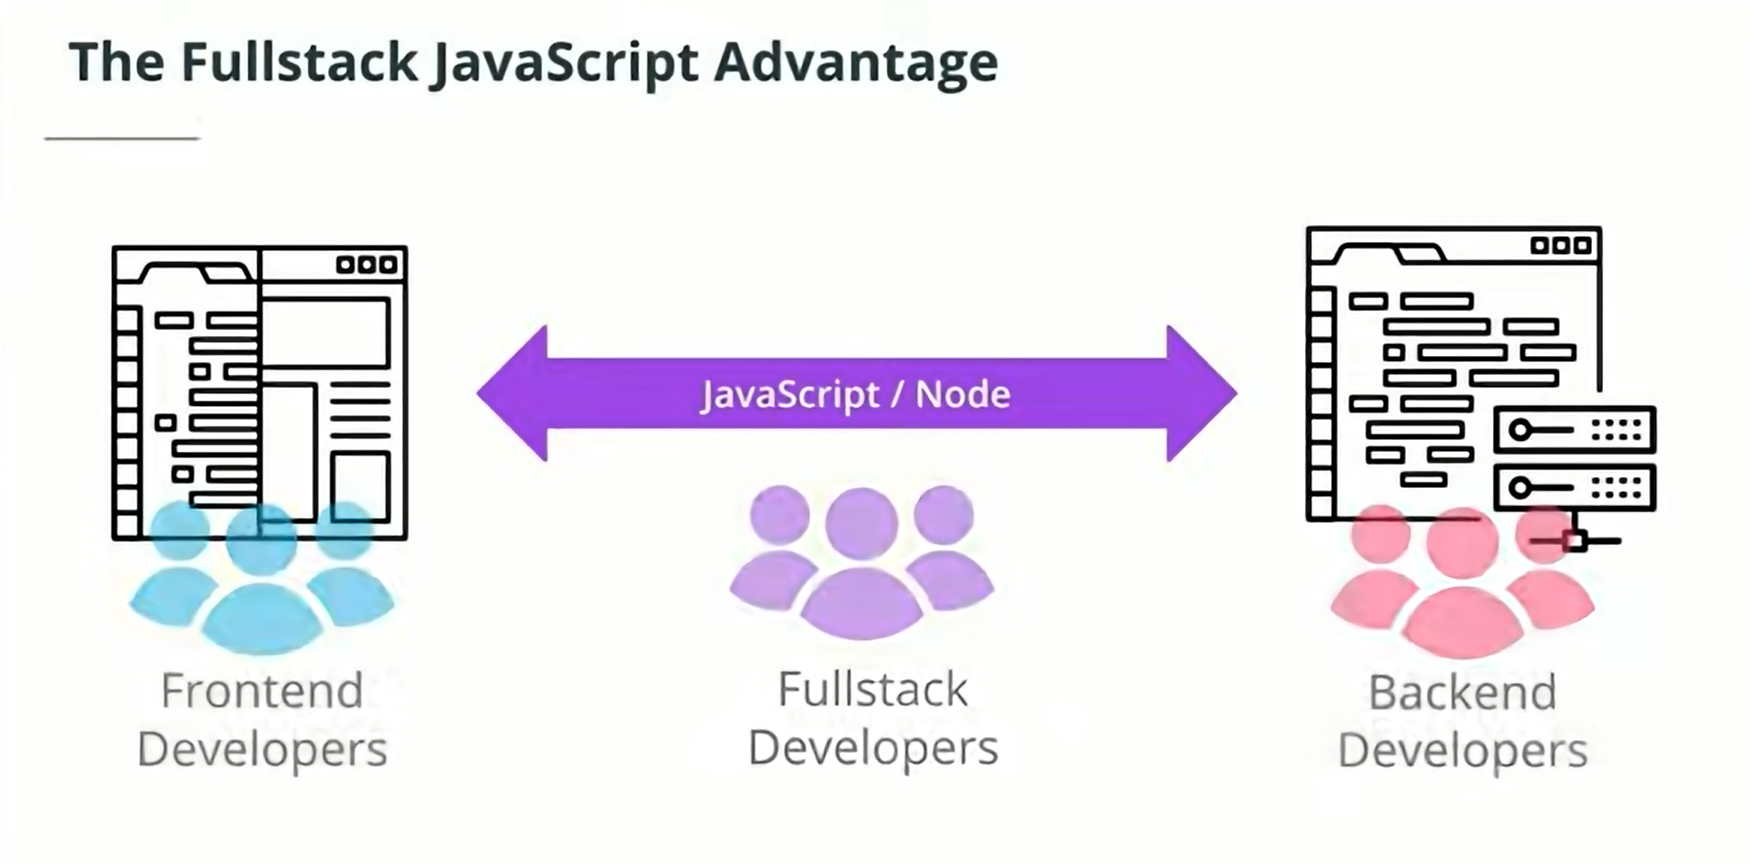 The Fullstack JavaScript Advantage
JavaScript / Node
Frontend
Developers
Fullstack
Developers
Backend
Developers